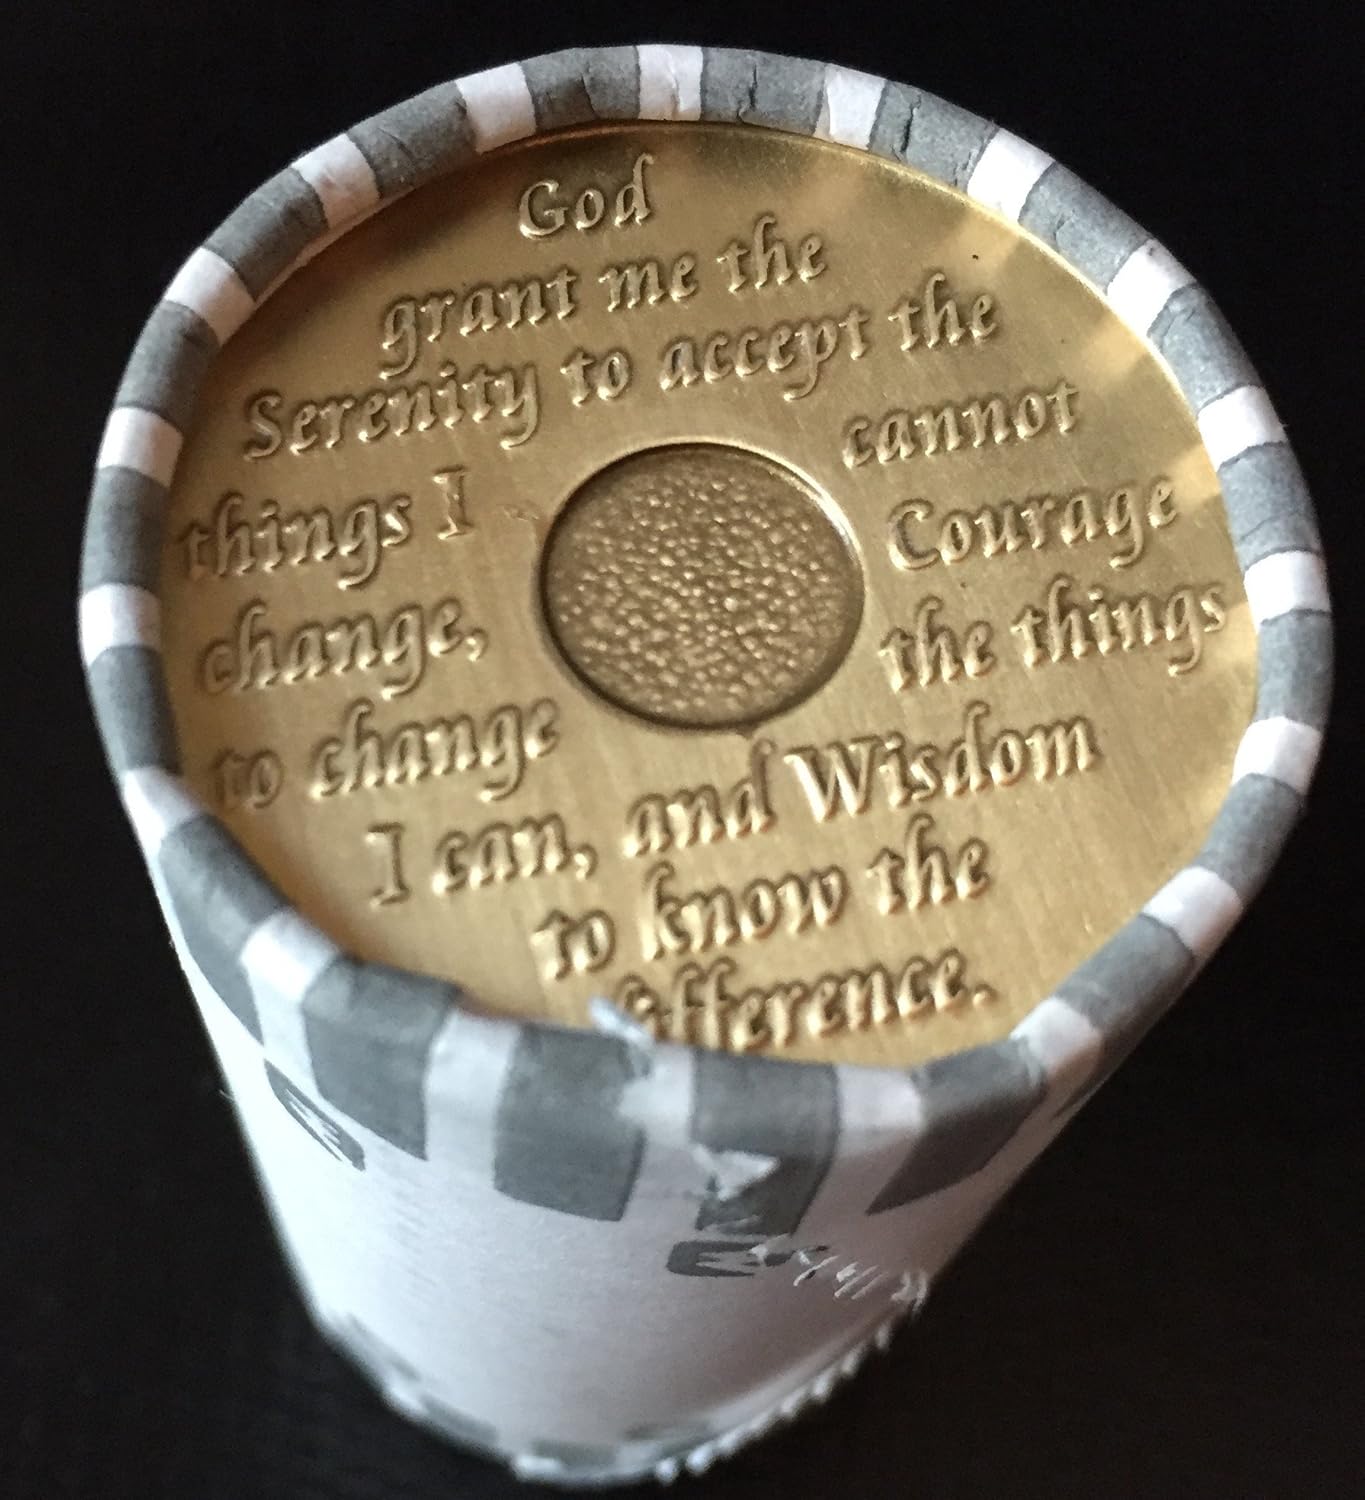 God
grant me the
Serenity to accept the
things I cannot
change, Courage
to change the things
I can, and Wisdom
to know the
difference.